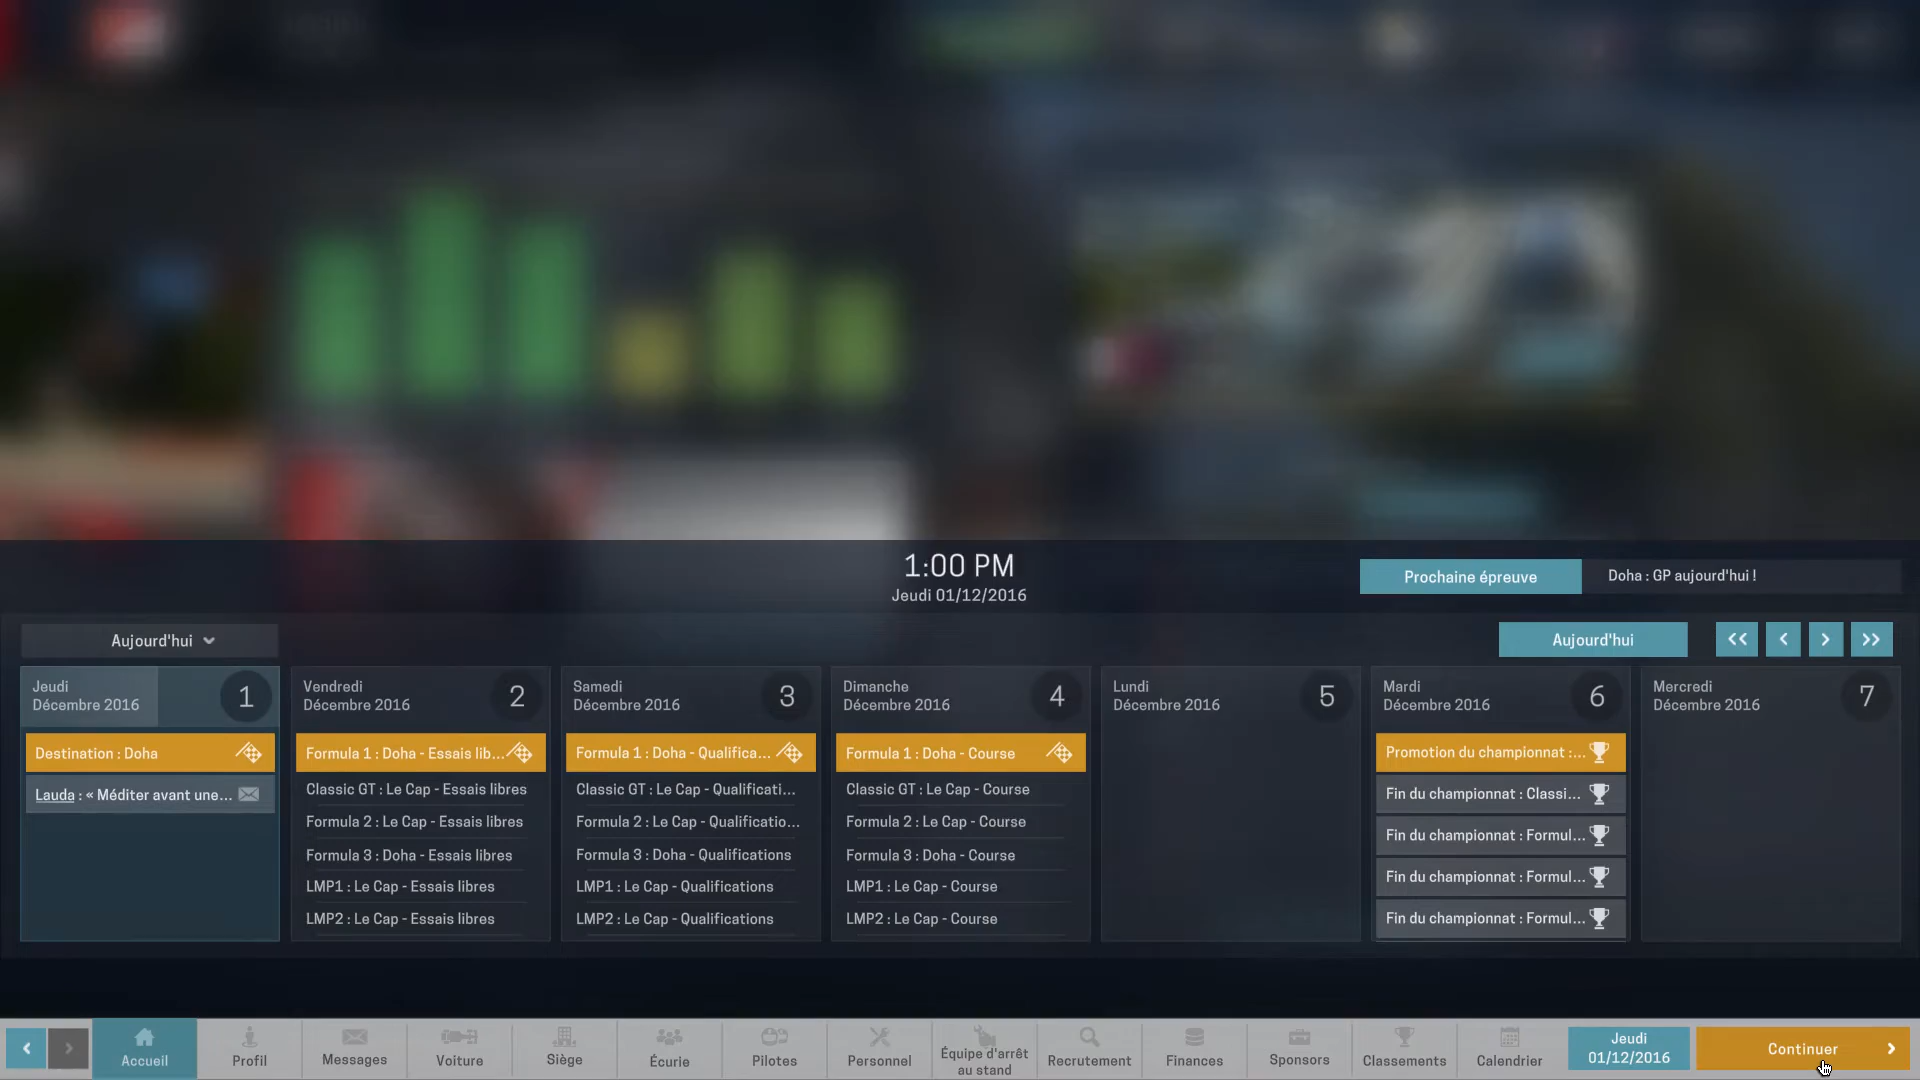 1:00 PM
Jeudi 01/12/2016
Prochaine épreuve
Doha : GP aujourd'hui !
Aujourd'hui
Aujourd'hui
Jeudi
Décembre 2016
1
Destination : Doha
Lauda : « Méditer avant une...
Vendredi
Décembre 2016
2
Formula 1 : Doha - Essais lib...
Classic GT : Le Cap - Essais libres
Formula 2 : Le Cap - Essais libres
Formula 3 : Doha - Essais libres
LMP1 : Le Cap - Essais libres
LMP2 : Le Cap - Essais libres
Samedi
Décembre 2016
3
Formula 1 : Doha - Qualifica...
Classic GT : Le Cap - Qualificati...
Formula 2 : Le Cap - Qualificatio...
Formula 3 : Doha - Qualifications
LMP1 : Le Cap - Qualifications
LMP2 : Le Cap - Qualifications
Dimanche
Décembre 2016
4
Formula 1 : Doha - Course
Classic GT : Le Cap - Course
Formula 2 : Le Cap - Course
Formula 3 : Doha - Course
LMP1 : Le Cap - Course
LMP2 : Le Cap - Course
Lundi
Décembre 2016
5
Mardi
Décembre 2016
6
Promotion du championnat :...
Fin du championnat : Classi...
Fin du championnat : Formul...
Fin du championnat : Formul...
Fin du championnat : Formul...
Mercredi
Décembre 2016
7
Accueil
Profil
Messages
Voiture
Siège
Écurie
Pilotes
Personnel
Équipe d'arrêt
au stand
Recrutement
Finances
Sponsors
Classements
Calendrier
Jeudi
01/12/2016
Continuer